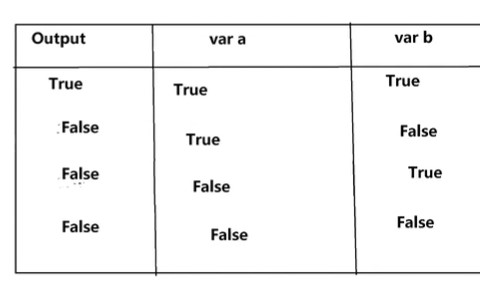 Output var a var b
True True True
False True False
False False True
False False False